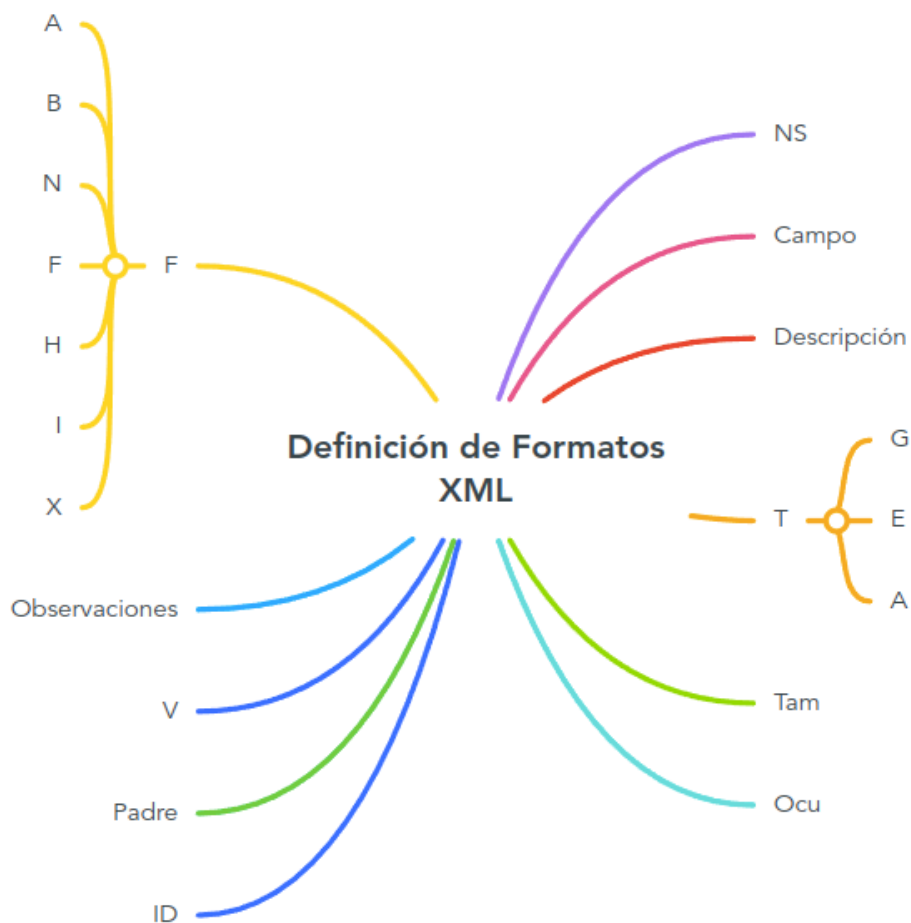 A
B
N
F
H
I
X
F
NS
Campo
Descripción
Definición de Formatos
XML
T
G
E
A
Tam
Ocu
Observaciones
V
Padre
ID